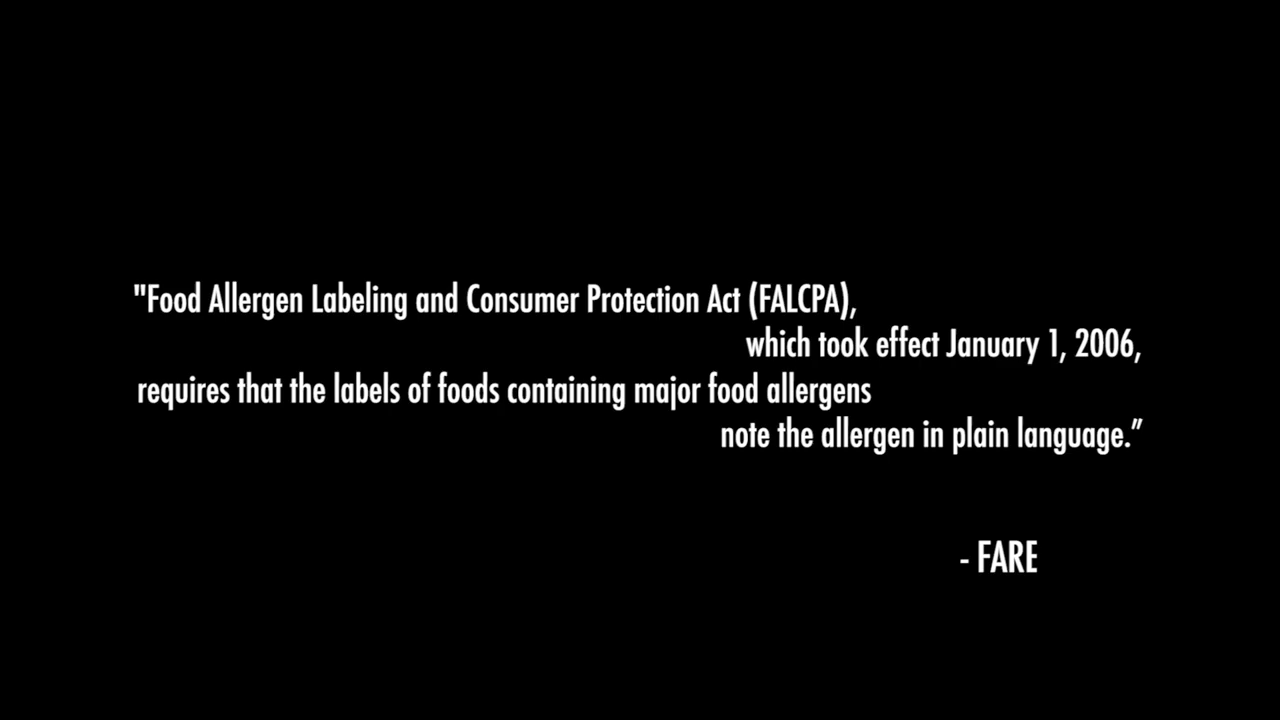 "Food Allergen Labeling and Consumer Protection Act (FALCPA),
which took effect January 1, 2006,
requires that the labels of foods containing major food allergens
note the allergen in plain language.”
- FARE